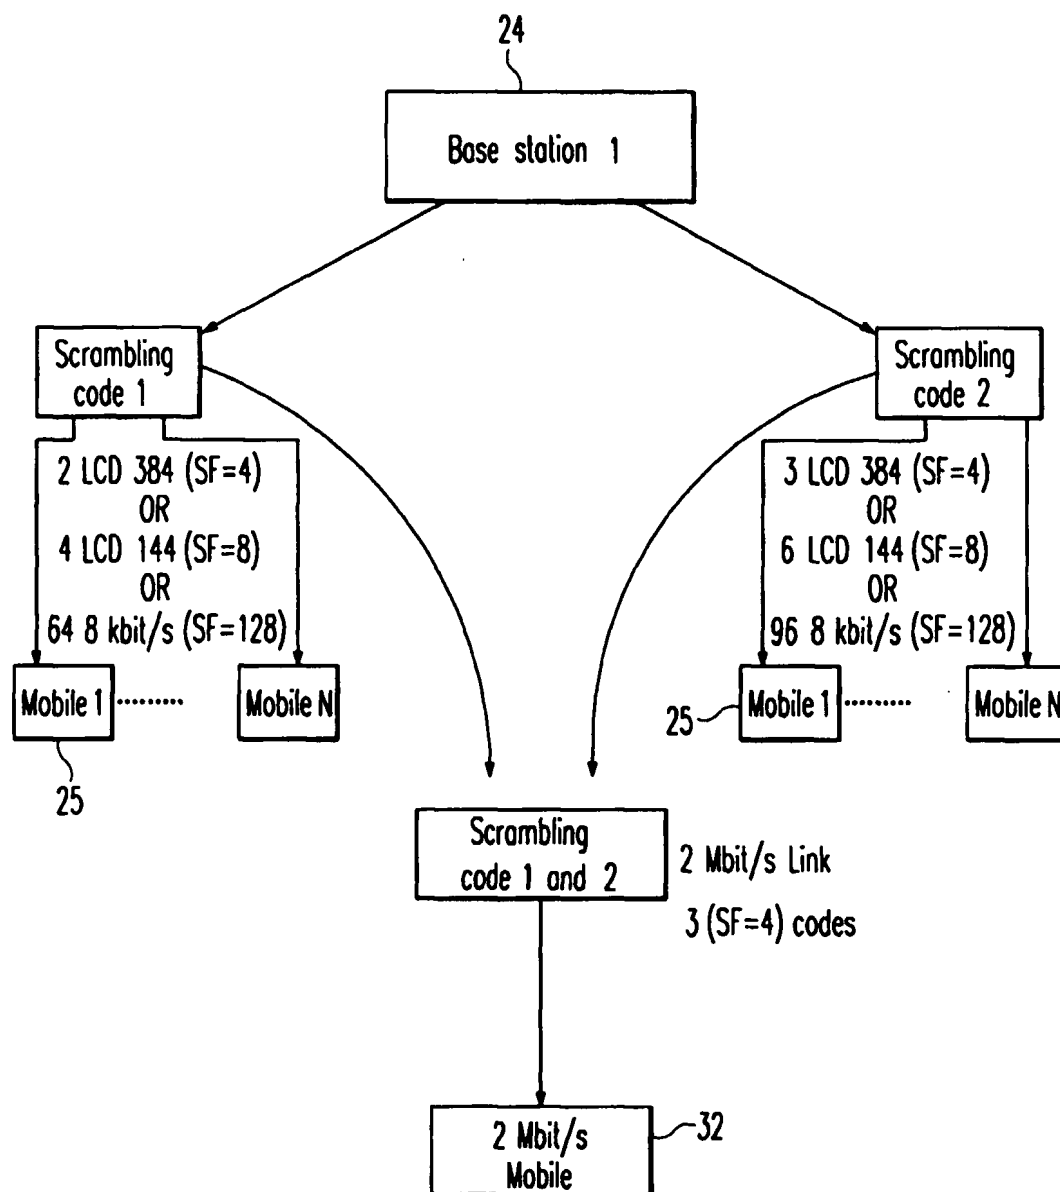 24
Base station 1
Scrambling
code 1
Scrambling
code 2
2 LCD 384 (SF=4)
OR
4 LCD 144 (SF=8)
OR
64 8 kbit/s (SF=128)
3 LCD 384 (SF=4)
OR
6 LCD 144 (SF=8)
OR
96 8 kbit/s (SF=128)
Mobile 1 ........ Mobile N
25
25
Mobile 1 ........ Mobile N
Scrambling
code 1 and 2
2 Mbit/s Link
3 (SF=4) codes
2 Mbit/s
Mobile
32